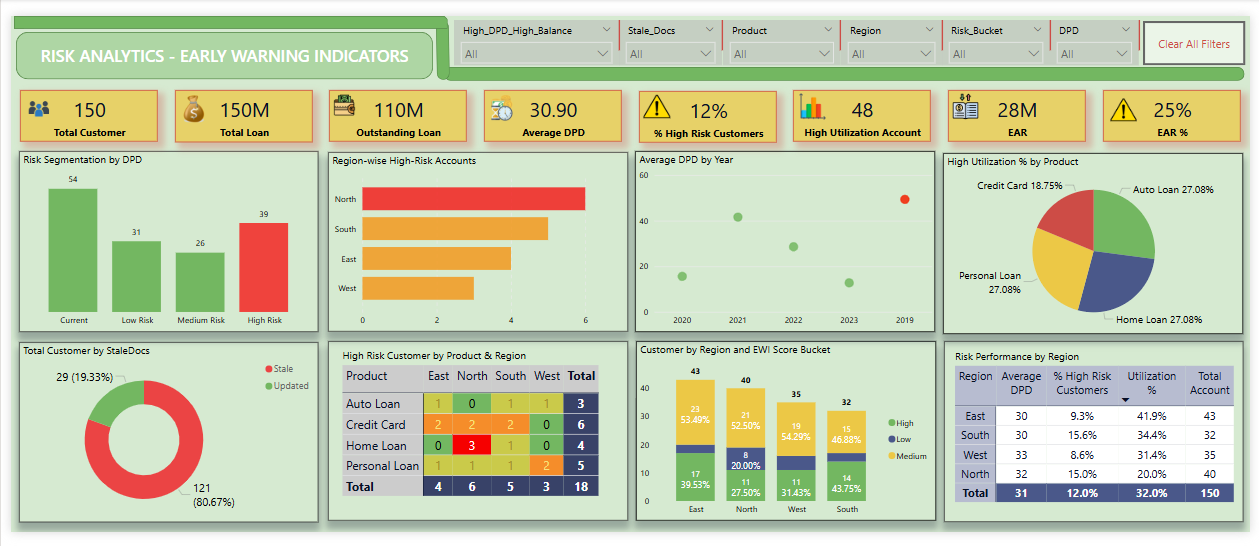 RISK ANALYTICS - EARLY WARNING INDICATORS
High_DPD_High_Balance
All
Stale_Docs
All
Product
All
Region
All
Risk_Bucket
All
DPD
All
Clear All Filters
150
Total Customer
150M
Total Loan
110M
Outstanding Loan
30.90
Average DPD
12%
% High Risk Customers
48
High Utilization Account
28M
EAR
25%
EAR %
Risk Segmentation by DPD
54
31
26
39
Current Low Risk Medium Risk High Risk
Region-wise High-Risk Accounts
North
South
East
West
0 2 4 6
Average DPD by Year
60
40
20
0
2020 2021 2022 2023 2019
High Utilization % by Product
Credit Card 18.75%
Auto Loan 27.08%
Personal Loan
27.08%
Home Loan 27.08%
Total Customer by StaleDocs
29 (19.33%)
Stale
Updated
121
(80.67%)
High Risk Customer by Product & Region
Product East North South West Total
Auto Loan 1 0 1 1 3
Credit Card 2 2 2 0 6
Home Loan 0 3 1 0 4
Personal Loan 1 1 1 2 5
Total 4 6 5 3 18
Customer by Region and EWI Score Bucket
40
30
20
10
0
43
23
53.49%
17
39.53%
40
21
52.50%
8
20.00%
11
27.50%
35
19
54.29%
11
31.43%
32
15
46.88%
14
43.75%
East North West South
High
Low
Medium
Risk Performance by Region
Region Average DPD % High Risk Customers Utilization % Total Account
East 30 9.3% 41.9% 43
South 30 15.6% 34.4% 32
West 33 8.6% 31.4% 35
North 32 15.0% 20.0% 40
Total 31 12.0% 32.0% 150